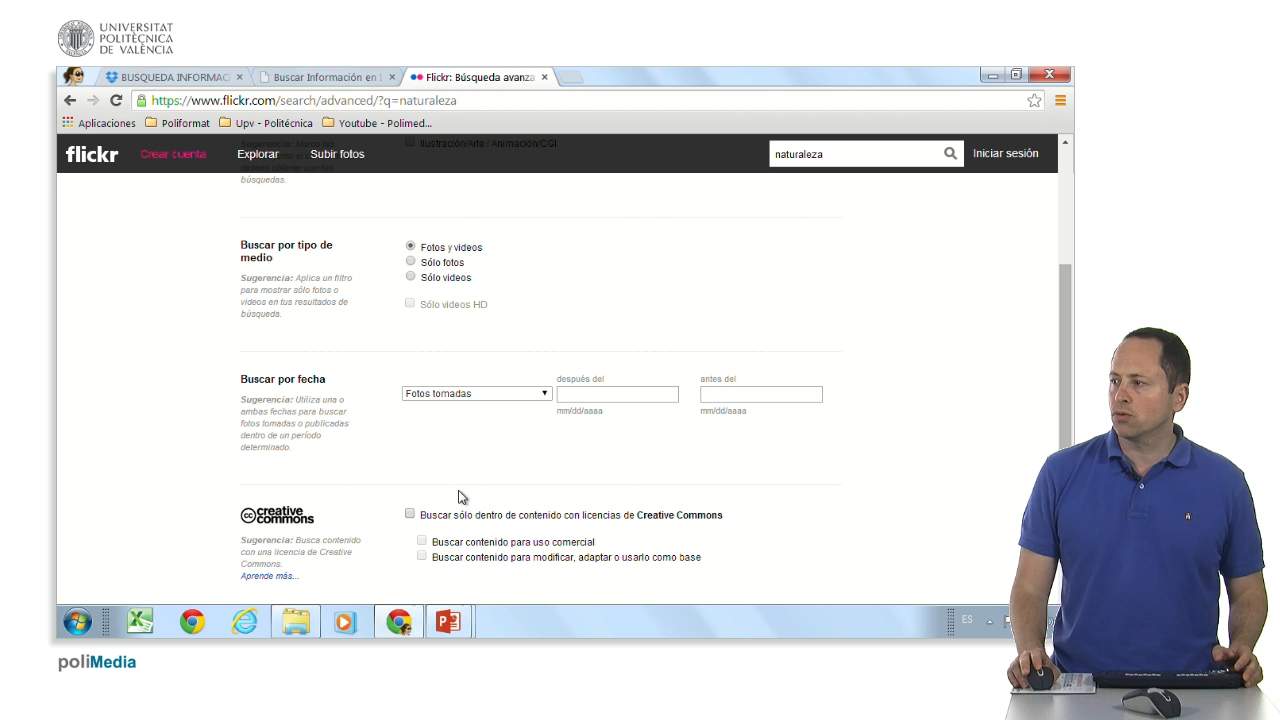 UNIVERSITAT
POLITÈCNICA
DE VALÈNCIA
BUSQUEDA INFORMAC
Buscar Información en I
Flickr: Búsqueda avanza
https://www.flickr.com/search/advanced/?q=naturaleza
Aplicaciones
Poliformat
Upv - Politécnica
Youtube - Polimed...
flickr
Crear cuenta
Explorar
Subir fotos
naturaleza
Iniciar sesión
Ilustración/Arte / Animación/CGI
búsquedas.
Buscar por tipo de
medio
Sugerencia: Aplica un filtro
para mostrar sólo fotos o
videos en tus resultados de
búsqueda.
Fotos y videos
Sólo fotos
Sólo videos
Sólo videos HD
Buscar por fecha
Sugerencia: Utiliza una o
ambas fechas para buscar
fotos tomadas o publicadas
dentro de un período
determinado.
Fotos tomadas
después del
mm/dd/aaaa
antes del
mm/dd/aaaa
cc creative
commons
Sugerencia: Busca contenido
con una licencia de Creative
Commons.
Aprende más...
Buscar sólo dentro de contenido con licencias de Creative Commons
Buscar contenido para uso comercial
Buscar contenido para modificar, adaptar o usarlo como base
ES
poliMedia